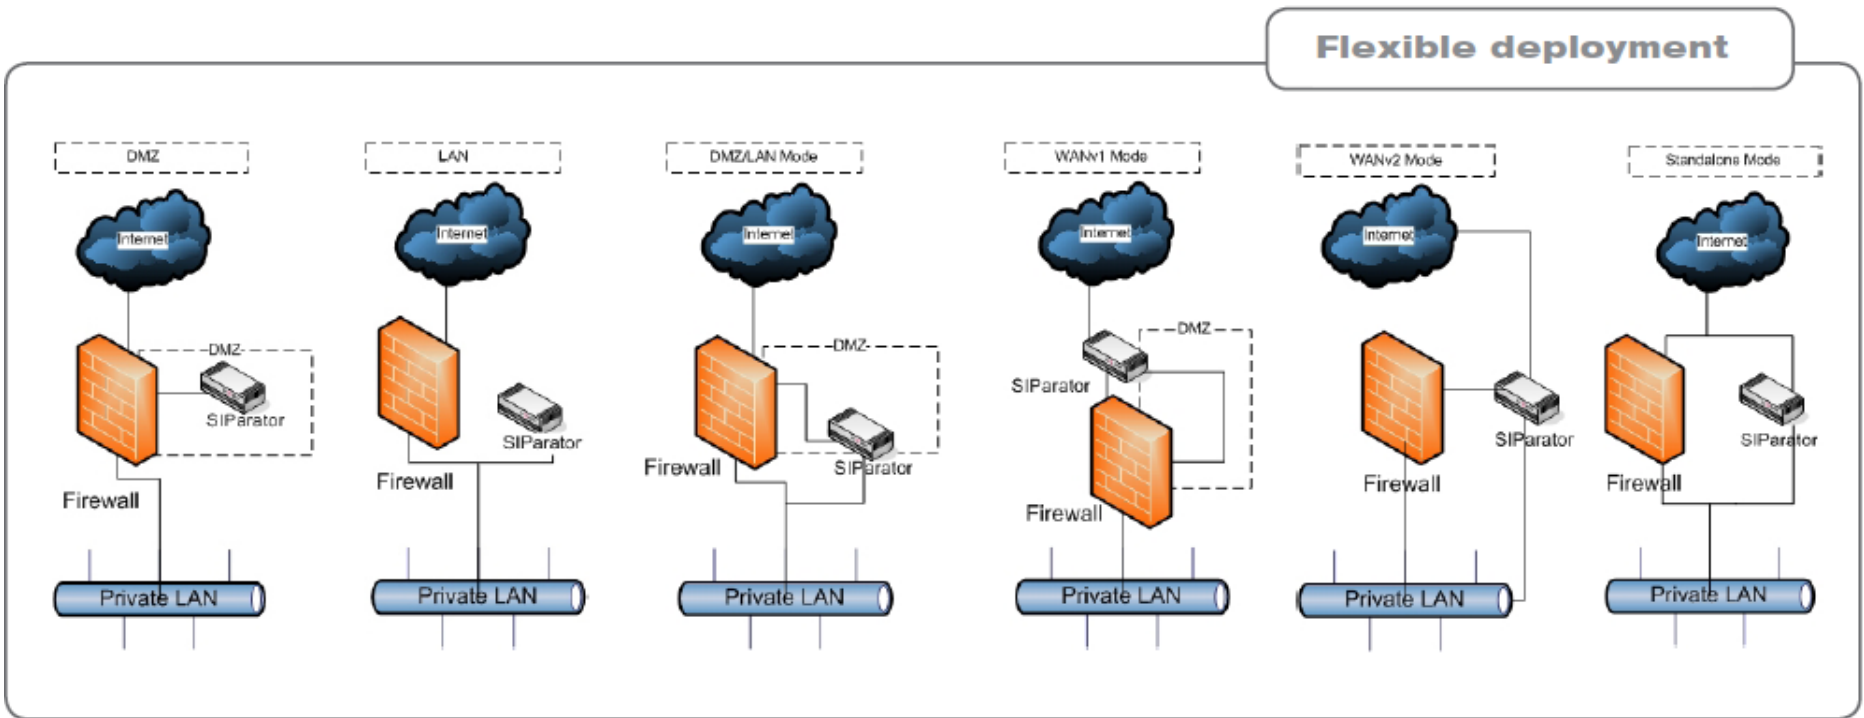 Flexible deployment
DMZ
Internet
DMZ
SIParator
Firewall
Private LAN
LAN
Internet
SIParator
Firewall
Private LAN
DMZ/LAN Mode
Internet
DMZ
Firewall
SIParator
Private LAN
WANv1 Mode
Internet
DMZ
SIParator
Firewall
Private LAN
WANv2 Mode
Internet
SIParator
Firewall
Private LAN
Standalone Mode
Internet
SIParator
Firewall
Private LAN